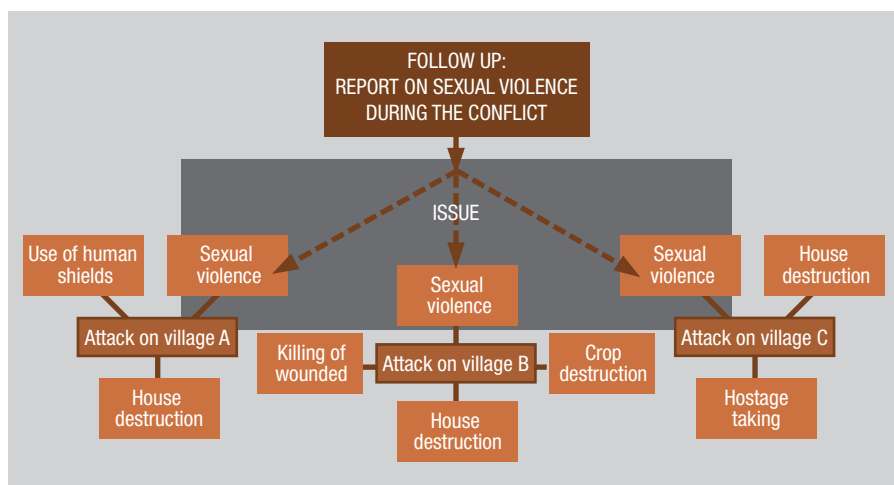 FOLLOW UP:
REPORT ON SEXUAL VIOLENCE
DURING THE CONFLICT
ISSUE
Use of human
shields
Sexual
violence
Attack on village A
House
destruction
Sexual
violence
Killing of
wounded
Attack on village B
Crop
destruction
House
destruction
Sexual
violence
House
destruction
Attack on village C
Hostage
taking